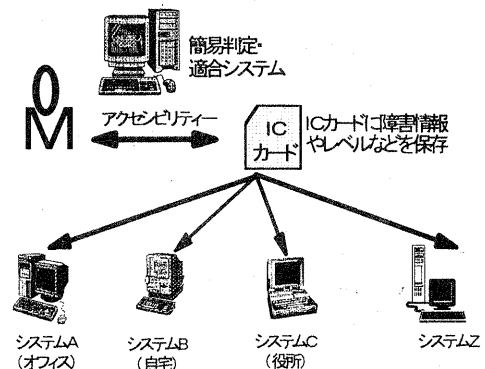 簡易判定・
適合システム
アクセシビリティー
IC
カード
ICカードに障害情報
やレベルなどを保存
システムA
(オフィス)
システムB
(自宅)
システムC
(役所)
システムZ